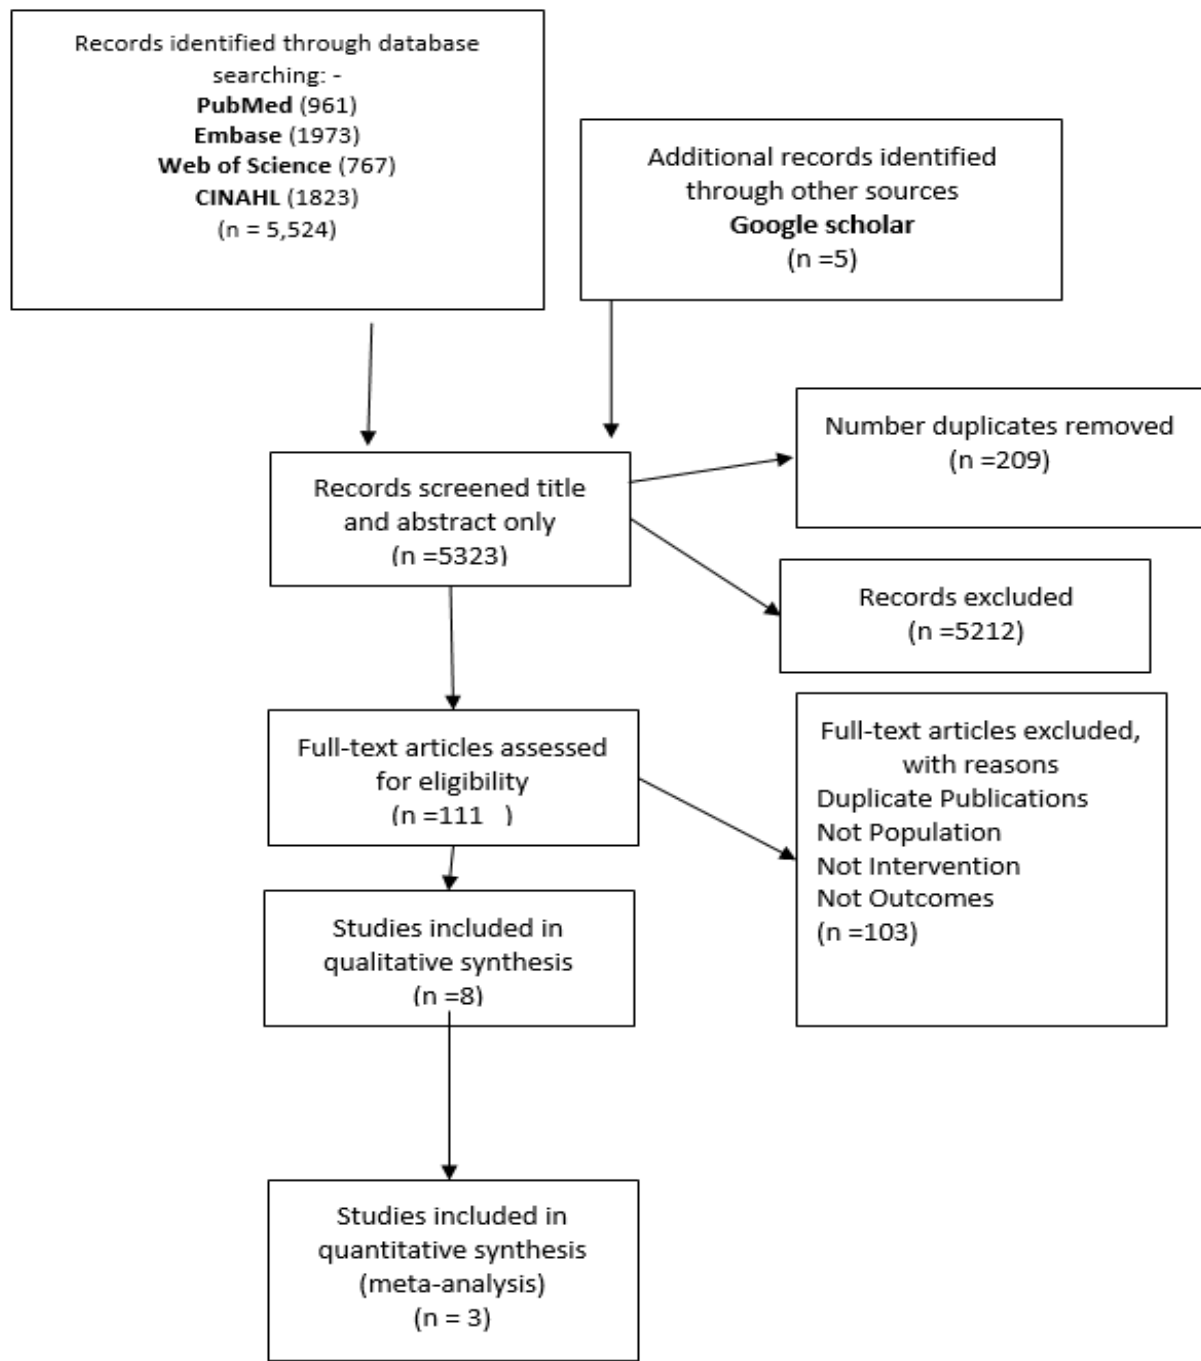 Records identified through database
searching: -
PubMed (961)
Embase (1973)
Web of Science (767)
CINAHL (1823)
(n = 5,524)
Additional records identified
through other sources
Google scholar
(n =5)
Number duplicates removed
(n =209)
Records screened title
and abstract only
(n =5323)
Records excluded
(n =5212)
Full-text articles assessed
for eligibility
(n =111 )
Full-text articles excluded,
with reasons
Duplicate Publications
Not Population
Not Intervention
Not Outcomes
(n =103)
Studies included in
qualitative synthesis
(n =8)
Studies included in
quantitative synthesis
(meta-analysis)
(n = 3)